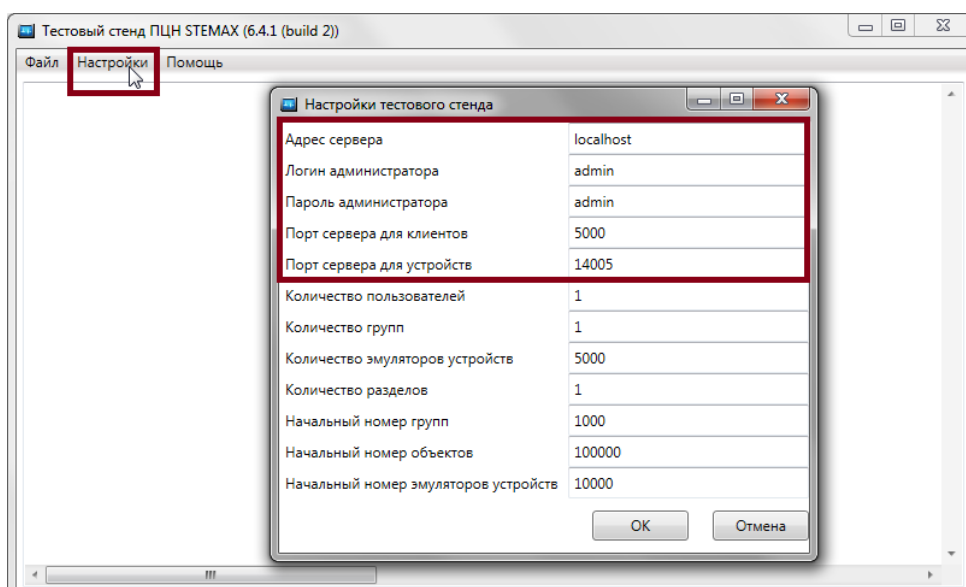 Тестовый стенд ПЦН STEMAX (6.4.1 (build 2))
Файл Настройки Помощь
Настройки тестового стенда
Адрес сервера localhost
Логин администратора admin
Пароль администратора admin
Порт сервера для клиентов 5000
Порт сервера для устройств 14005
Количество пользователей 1
Количество групп 1
Количество эмуляторов устройств 5000
Количество разделов 1
Начальный номер групп 1000
Начальный номер объектов 100000
Начальный номер эмуляторов устройств 10000
OK Отмена